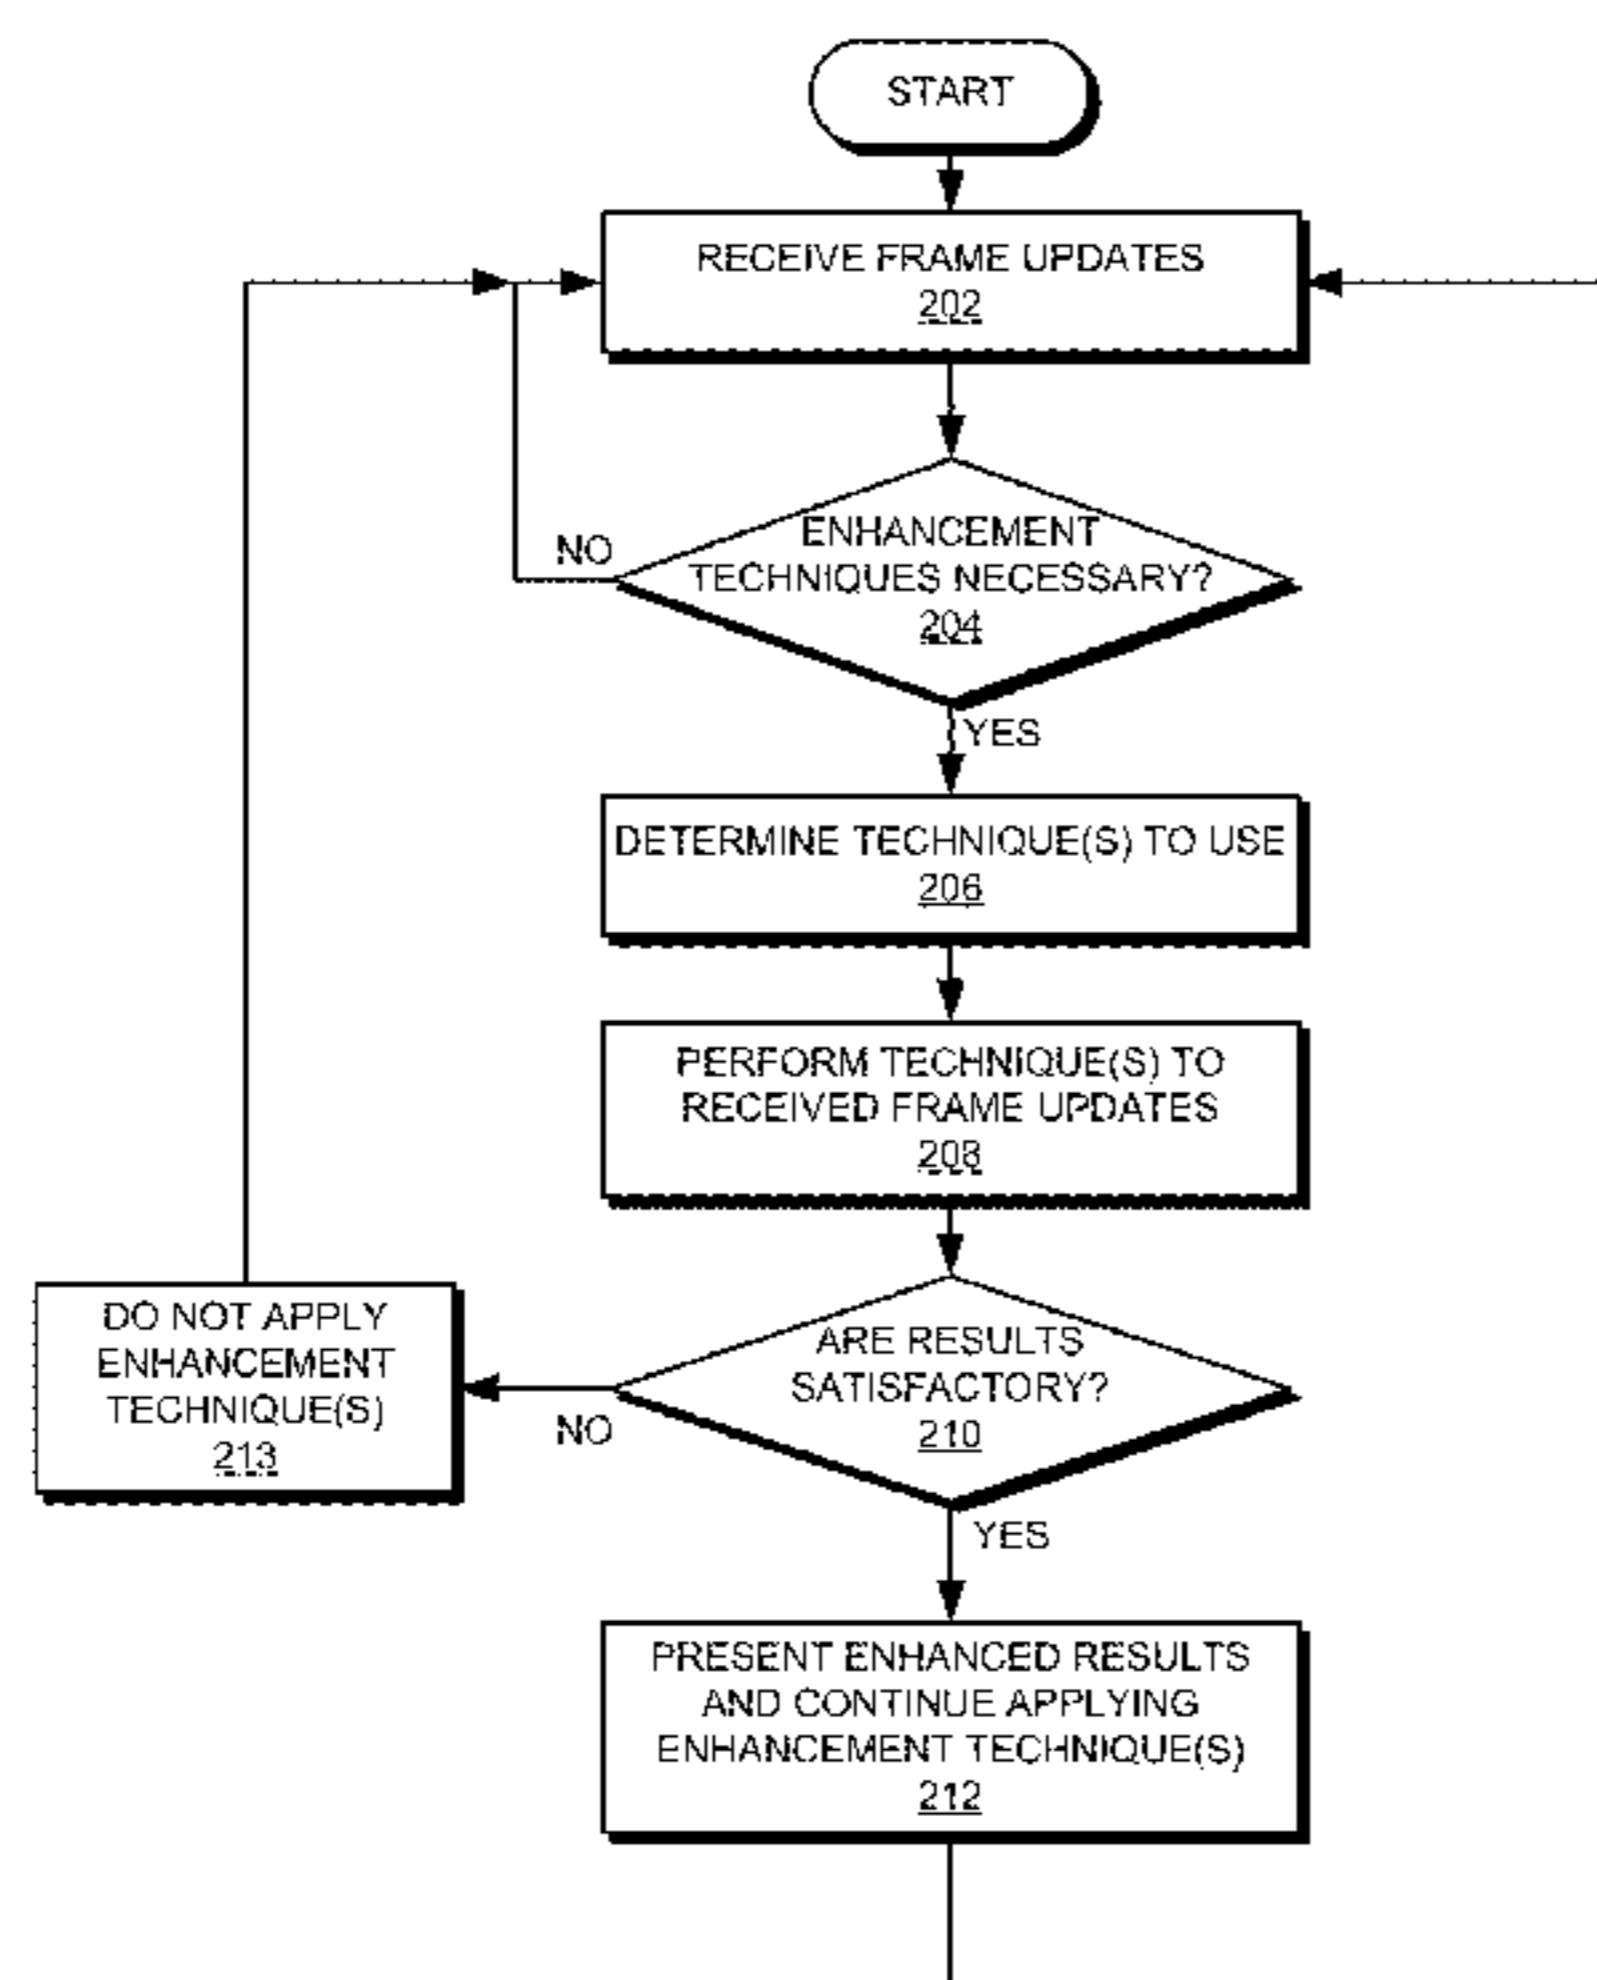 START
RECEIVE FRAME UPDATES
202
ENHANCEMENT
TECHNIQUES NECESSARY?
204
NO
YES
DETERMINE TECHNIQUE(S) TO USE
206
PERFORM TECHNIQUE(S) TO
RECEIVED FRAME UPDATES
208
ARE RESULTS
SATISFACTORY?
210
NO
DO NOT APPLY
ENHANCEMENT
TECHNIQUE(S)
213
YES
PRESENT ENHANCED RESULTS
AND CONTINUE APPLYING
ENHANCEMENT TECHNIQUE(S)
212